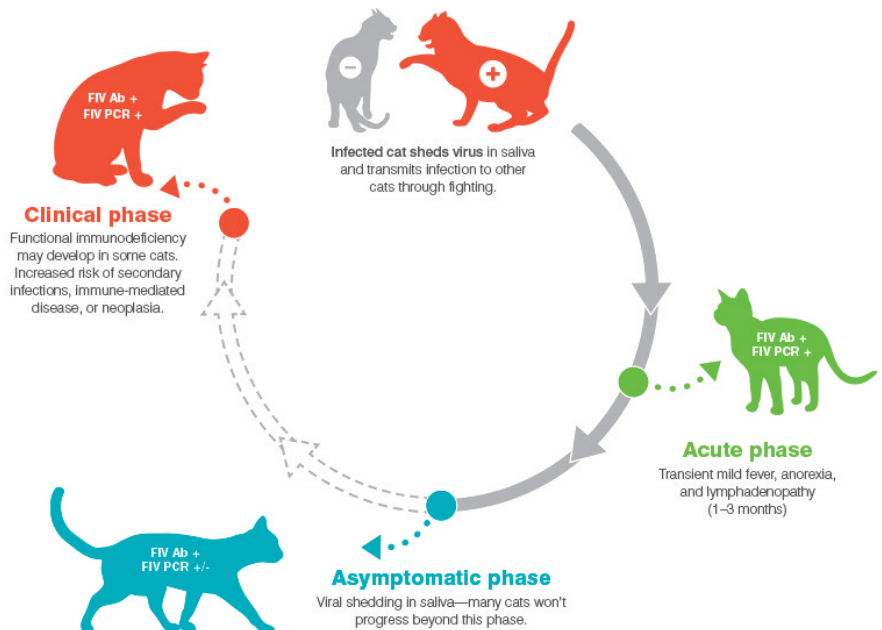 −
+
Infected cat sheds virus in saliva
and transmits infection to other
cats through fighting.
FIV Ab +
FIV PCR +
Clinical phase
Functional immunodeficiency
may develop in some cats.
Increased risk of secondary
infections, immune-mediated
disease, or neoplasia.
FIV Ab +
FIV PCR +
Acute phase
Transient mild fever, anorexia,
and lymphadenopathy
(1–3 months)
FIV Ab +
FIV PCR +/-
Asymptomatic phase
Viral shedding in saliva—many cats won't
progress beyond this phase.